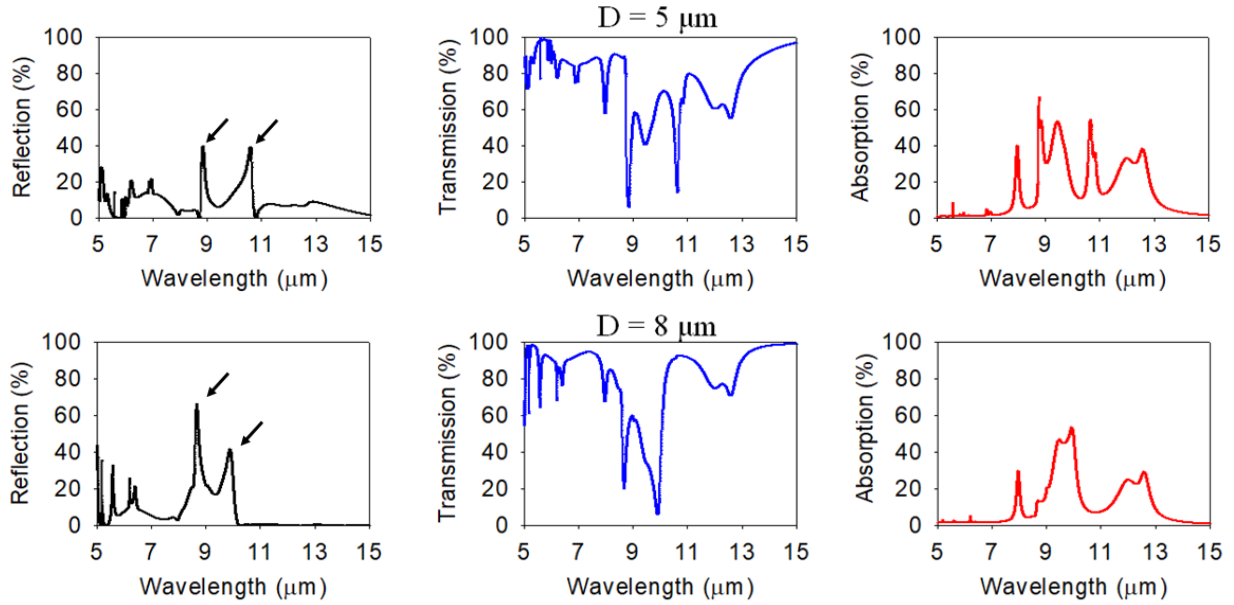 D = 5 μm
100
80
60
40
20
0
Reflection (%)
5 7 9 11 13 15
Wavelength (μm)
100
80
60
40
20
0
Transmission (%)
5 7 9 11 13 15
Wavelength (μm)
100
80
60
40
20
0
Absorption (%)
5 7 9 11 13 15
Wavelength (μm)
D = 8 μm
100
80
60
40
20
0
Reflection (%)
5 7 9 11 13 15
Wavelength (μm)
100
80
60
40
20
0
Transmission (%)
5 7 9 11 13 15
Wavelength (μm)
100
80
60
40
20
0
Absorption (%)
5 7 9 11 13 15
Wavelength (μm)